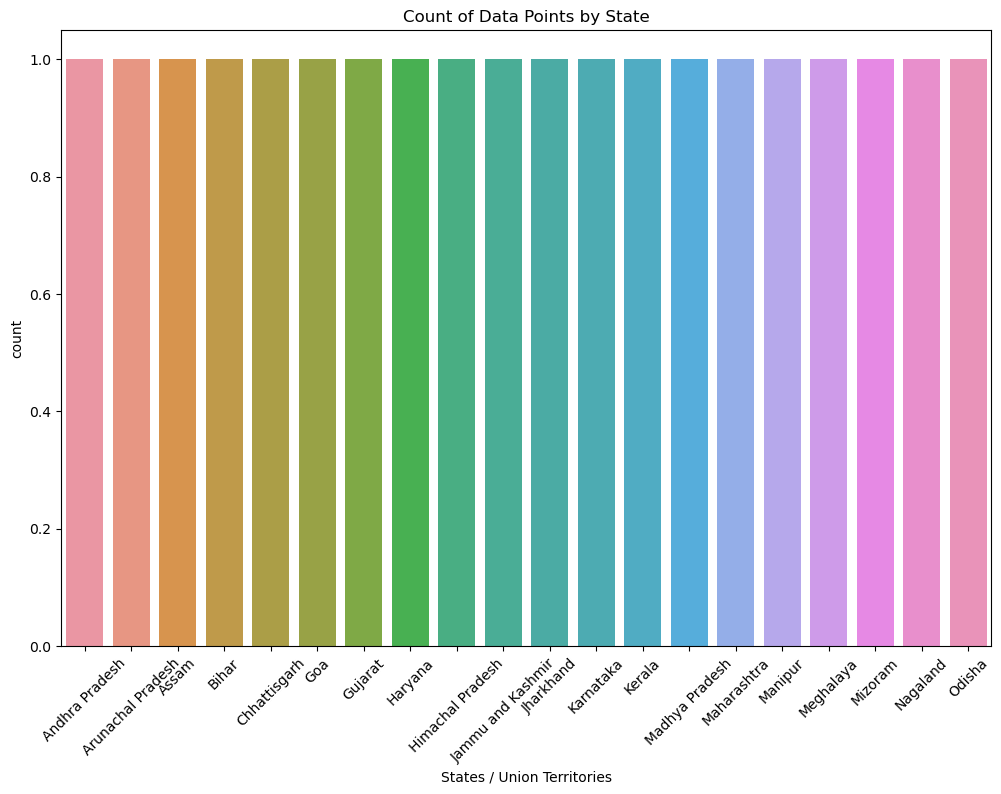 Count of Data Points by State
1.0
0.8
0.6
0.4
0.2
0.0
count
Andhra Pradesh
Arunachal Pradesh
Assam
Bihar
Chhattisgarh
Goa
Gujarat
Haryana
Himachal Pradesh
Jammu and Kashmir
Jharkhand
Karnataka
Kerala
Madhya Pradesh
Maharashtra
Manipur
Meghalaya
Mizoram
Nagaland
Odisha
States / Union Territories